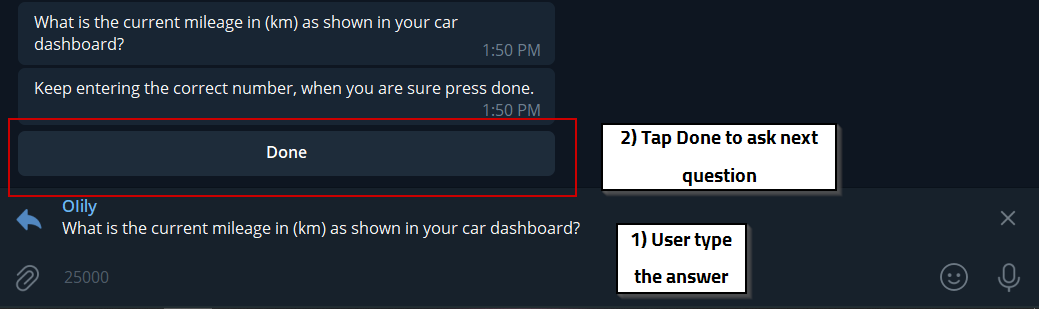 What is the current mileage in (km) as shown in your car
dashboard?
1:50 PM
Keep entering the correct number, when you are sure press done.
1:50 PM
Done
2) Tap Done to ask next
question
Olily
What is the current mileage in (km) as shown in your car dashboard?
1) User type
the answer
25000